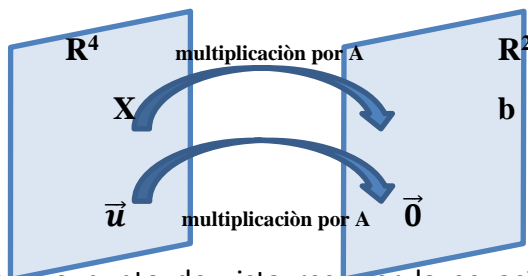 R⁴ R²
multiplicaciòn por A
X b
u⃗ 0⃗
multiplicaciòn por A